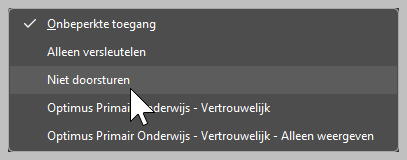 Onbeperkte toegang
Alleen versleutelen
Niet doorsturen
Optimus Primair Onderwijs - Vertrouwelijk
Optimus Primair Onderwijs - Vertrouwelijk - Alleen weergeven